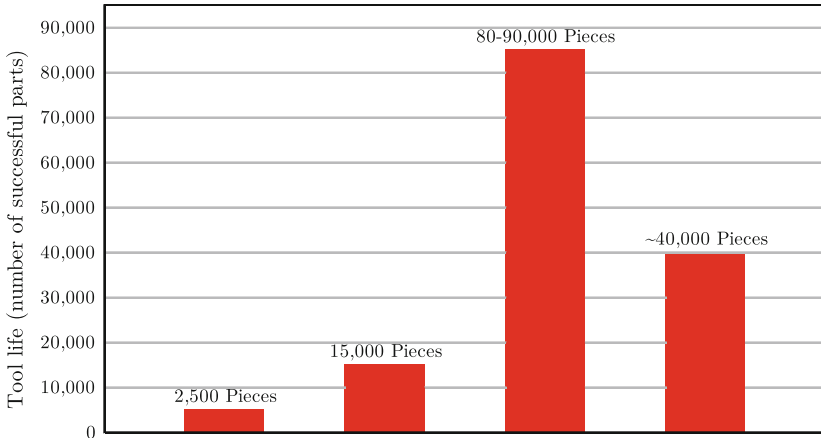 Tool life (number of successful parts)
90,000
80,000
70,000
60,000
50,000
40,000
30,000
20,000
10,000
0
2,500 Pieces
15,000 Pieces
80-90,000 Pieces
~40,000 Pieces